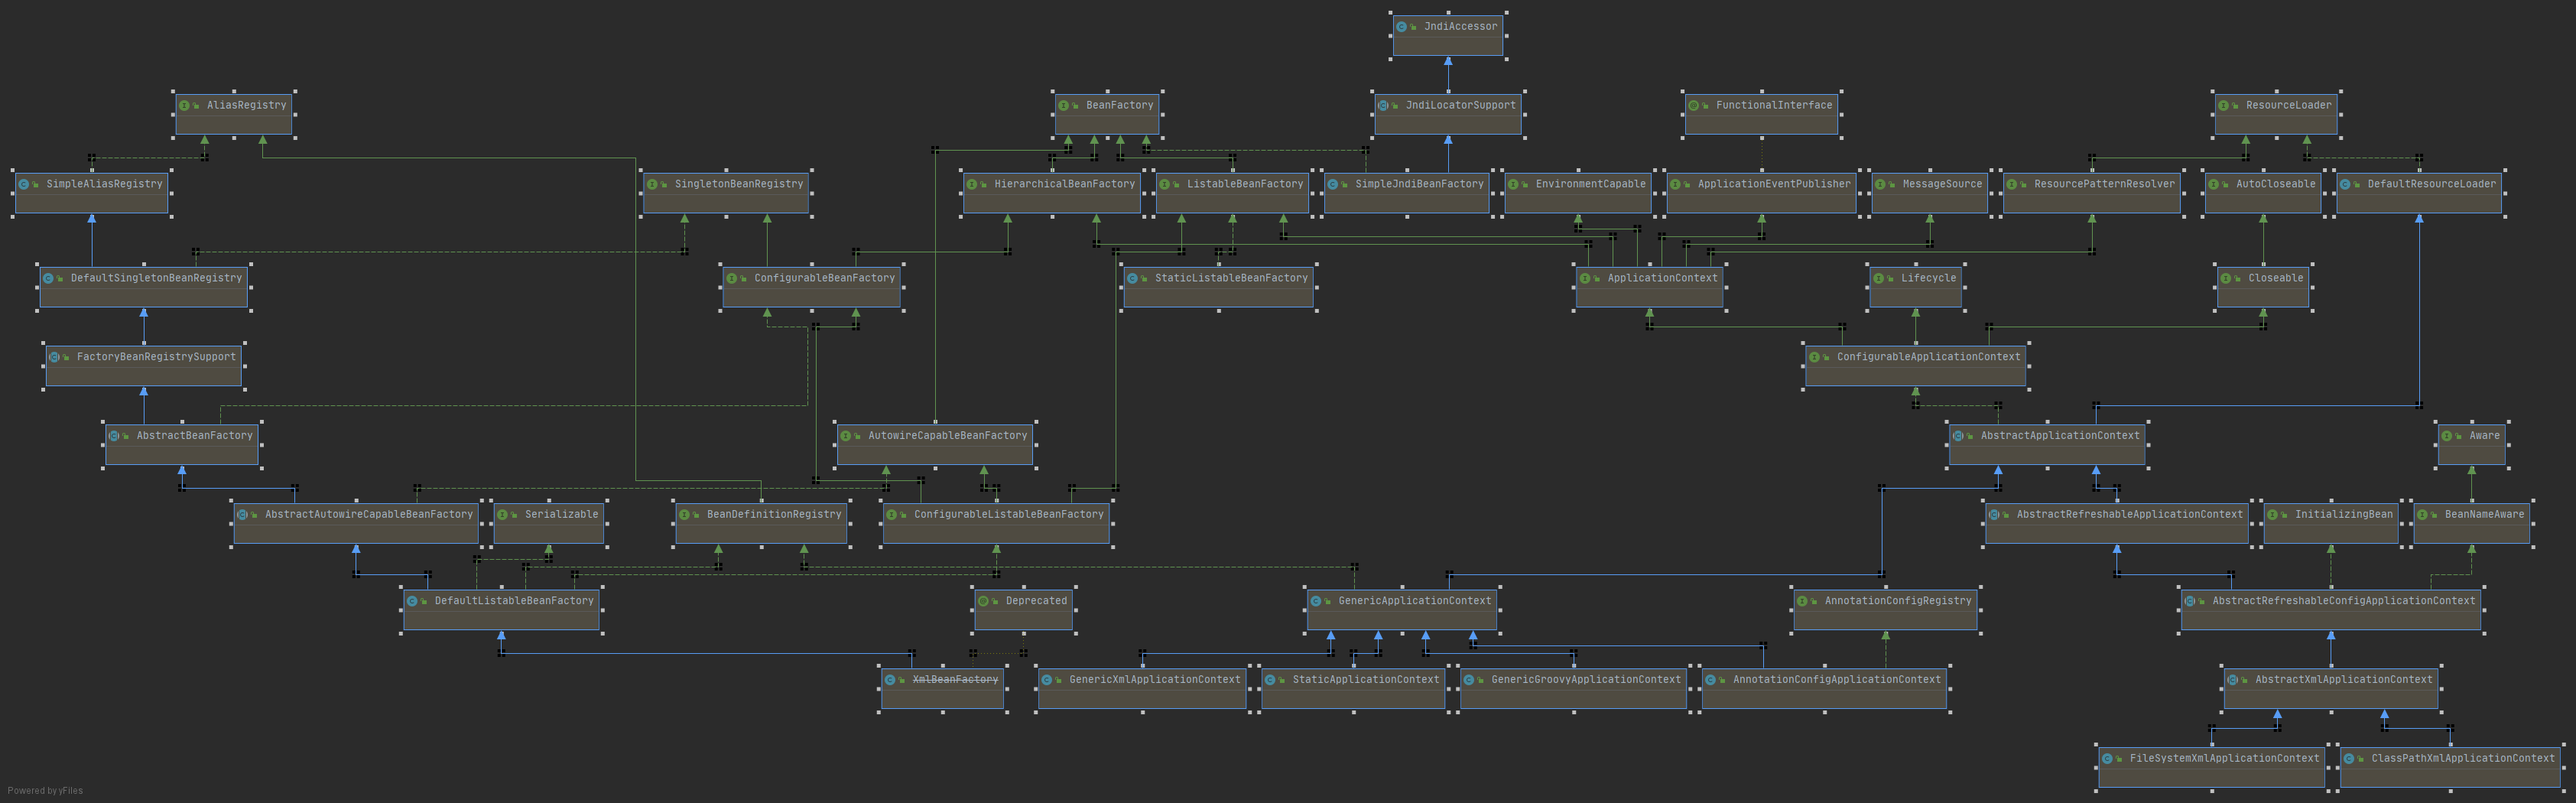 JndiAccessor
AliasRegistry
BeanFactory
JndiLocatorSupport
FunctionalInterface
ResourceLoader
SimpleAliasRegistry
SingletonBeanRegistry
HierarchicalBeanFactory
ListableBeanFactory
SimpleJndiBeanFactory
EnvironmentCapable
ApplicationEventPublisher
MessageSource
ResourcePatternResolver
AutoCloseable
DefaultResourceLoader
DefaultSingletonBeanRegistry
ConfigurableBeanFactory
StaticListableBeanFactory
ApplicationContext
Lifecycle
Closeable
FactoryBeanRegistrySupport
ConfigurableApplicationContext
AbstractBeanFactory
AutowireCapableBeanFactory
AbstractApplicationContext
Aware
AbstractAutowireCapableBeanFactory
Serializable
BeanDefinitionRegistry
ConfigurableListableBeanFactory
AbstractRefreshableApplicationContext
InitializingBean
BeanNameAware
DefaultListableBeanFactory
Deprecated
GenericApplicationContext
AnnotationConfigRegistry
AbstractRefreshableConfigApplicationContext
XmlBeanFactory
GenericXmlApplicationContext
StaticApplicationContext
GenericGroovyApplicationContext
AnnotationConfigApplicationContext
AbstractXmlApplicationContext
FileSystemXmlApplicationContext
ClassPathXmlApplicationContext
Powered by yFiles